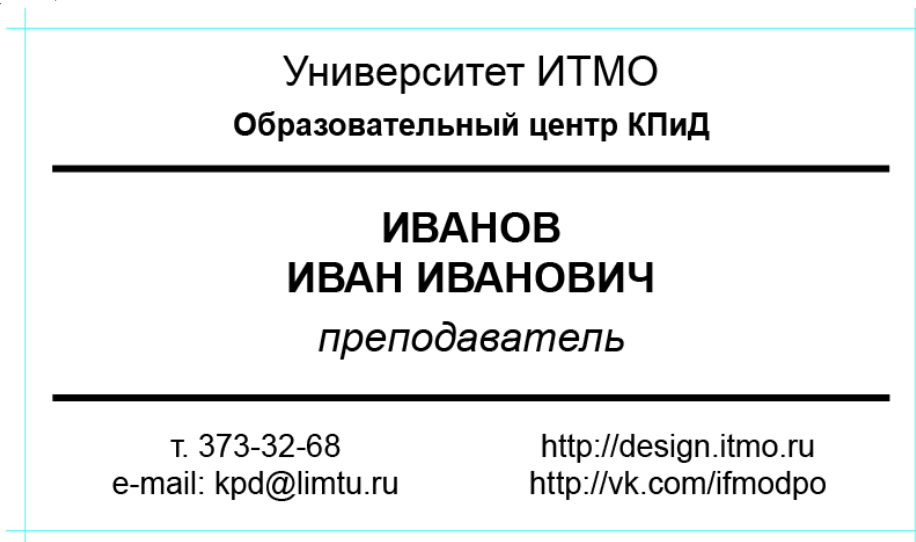 Университет ИТМО
Образовательный центр КПиД
ИВАНОВ
ИВАН ИВАНОВИЧ
преподаватель
т. 373-32-68
e-mail: kpd@limtu.ru
http://design.itmo.ru
http://vk.com/ifmodpo